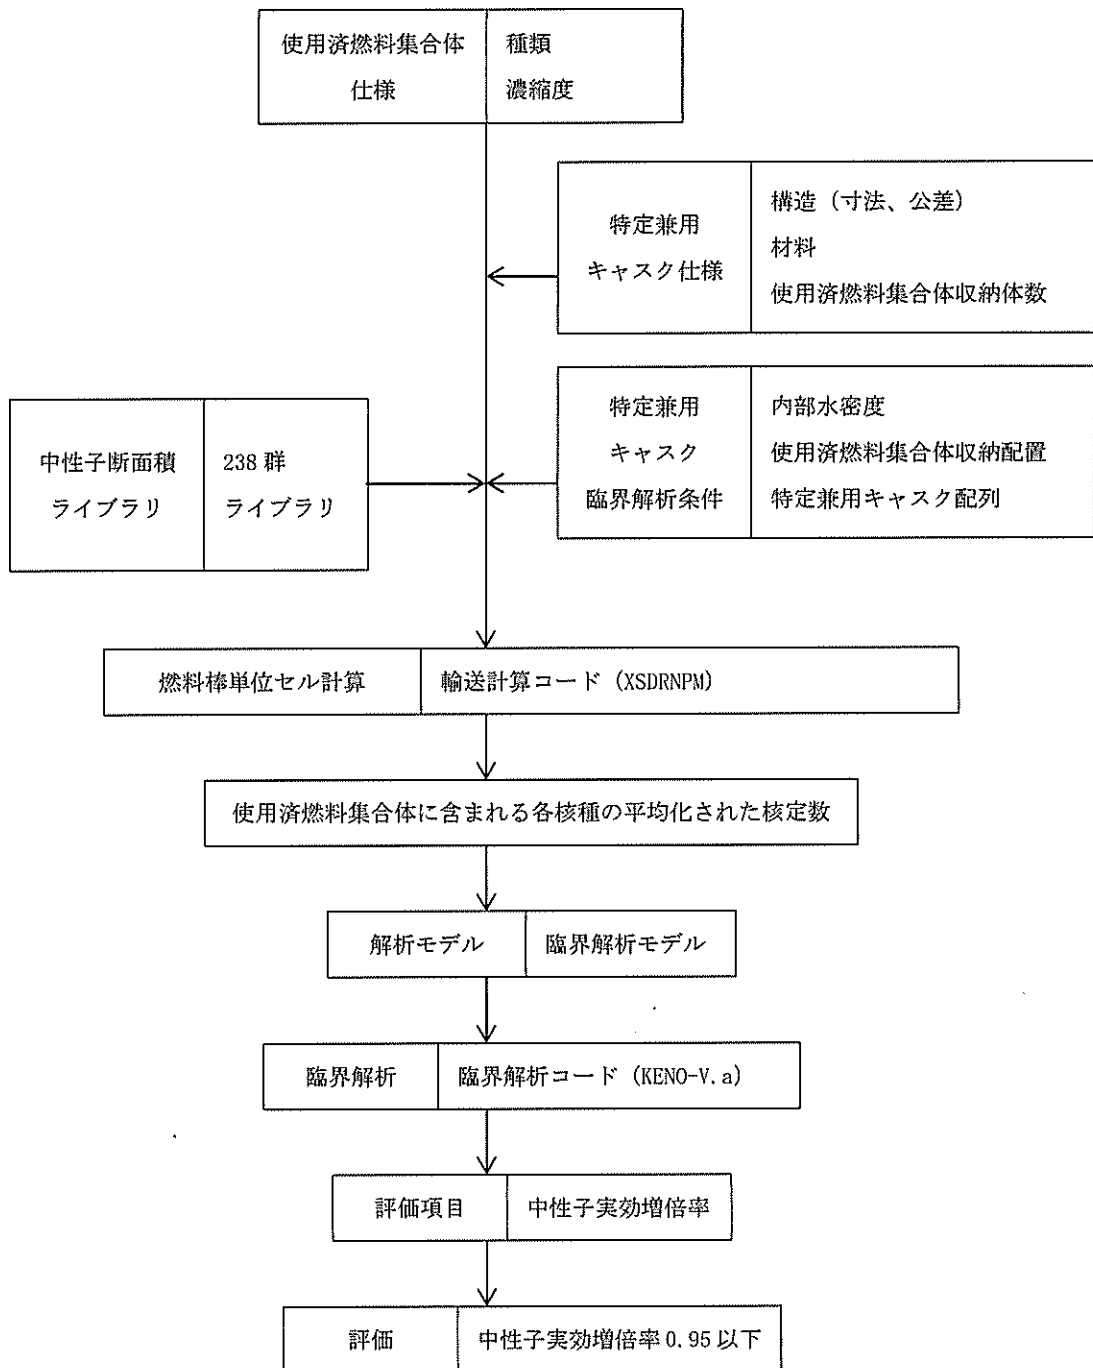 使用済燃料集合体
仕様
種類
濃縮度
特定兼用
キャスク仕様
構造（寸法、公差）
材料
使用済燃料集合体収納体数
中性子断面積
ライブラリ
238 群
ライブラリ
特定兼用
キャスク
臨界解析条件
内部水密度
使用済燃料集合体収納配置
特定兼用キャスク配列
燃料棒単位セル計算
輸送計算コード（XSDRNPM）
使用済燃料集合体に含まれる各核種の平均化された核定数
解析モデル
臨界解析モデル
臨界解析
臨界解析コード（KENO-V.a）
評価項目
中性子実効増倍率
評価
中性子実効増倍率 0.95 以下